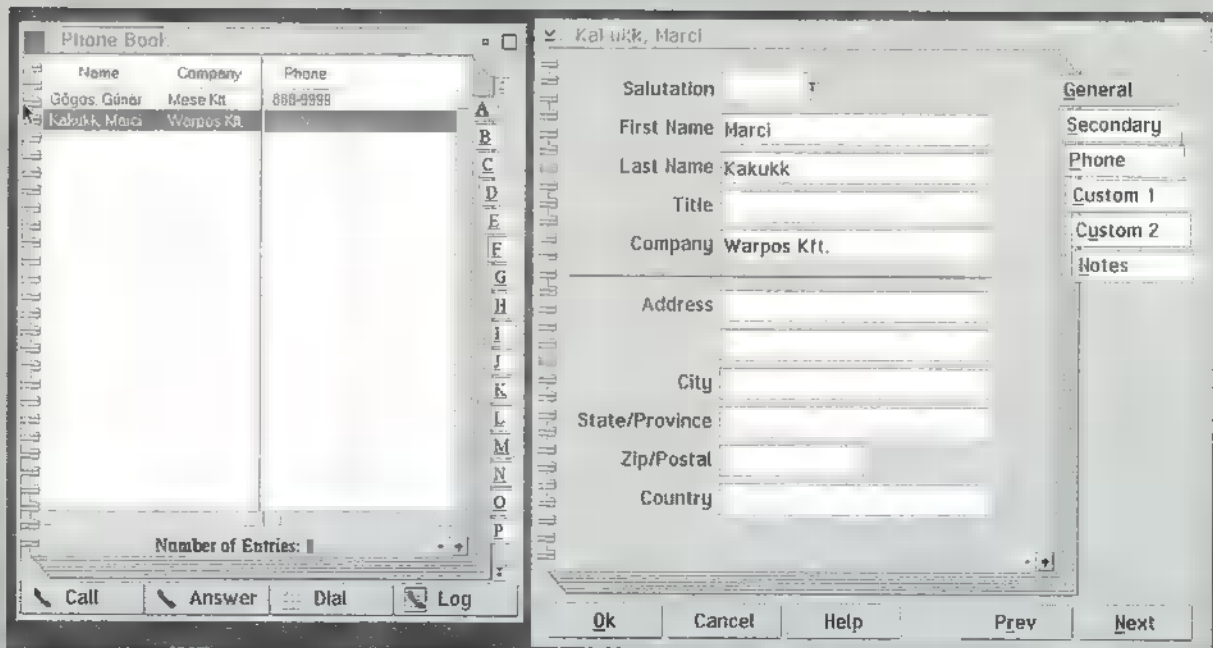 Phone Book
Name Company Phone
Gógos, Gúnár Mese Kft 888-9999
Kakukk, Marci Warpos Kft.
A
B
C
D
E
F
G
H
I
J
K
L
M
N
O
P
Number of Entries:
Call Answer Dial Log
Kakukk, Marci
Salutation
First Name Marci
Last Name Kakukk
Title
Company Warpos Kft.
Address
City
State/Province
Zip/Postal
Country
General
Secondary
Phone
Custom 1
Custom 2
Notes
Ok Cancel Help Prev Next